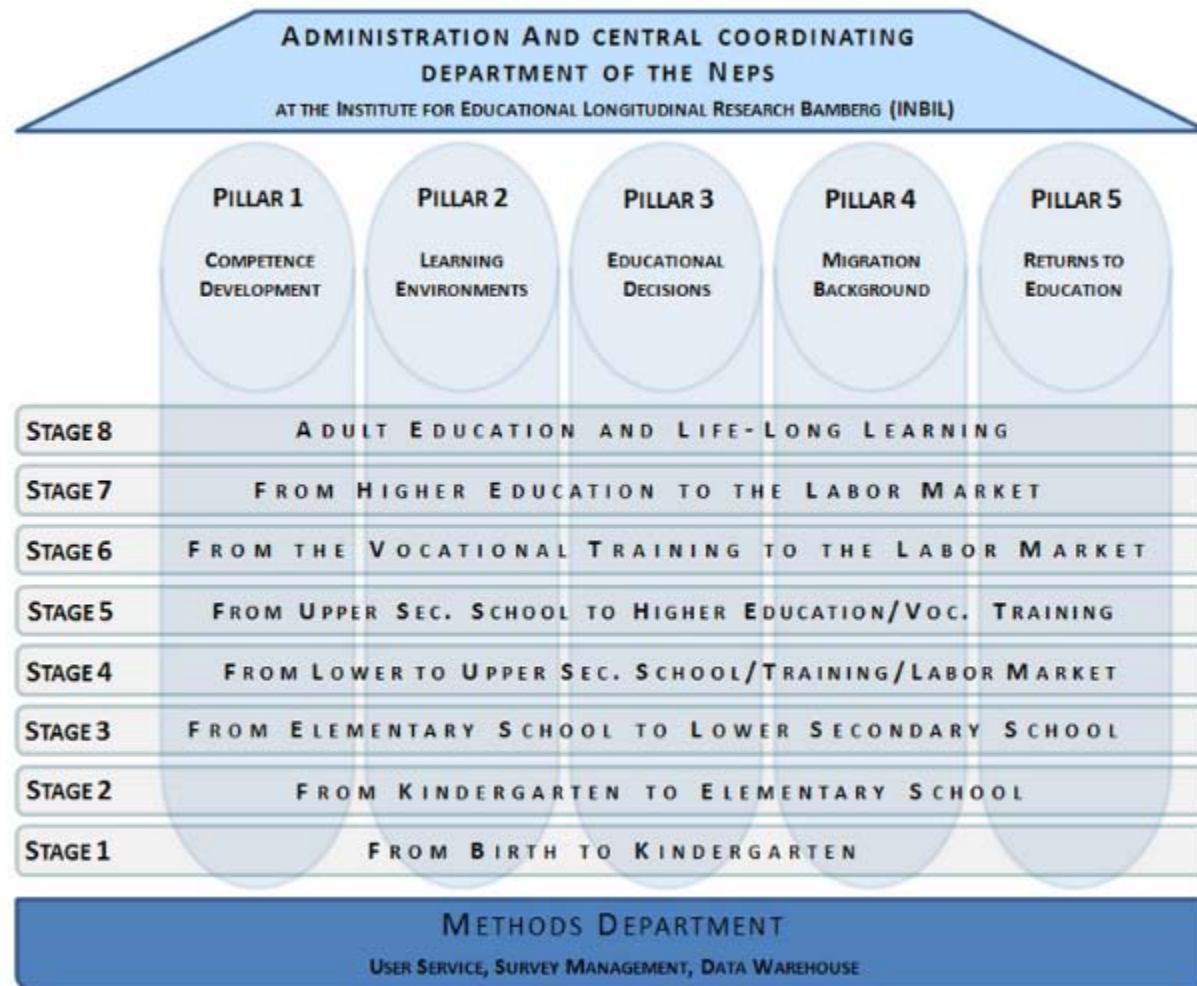 ADMINISTRATION AND CENTRAL COORDINATING
DEPARTMENT OF THE NEPS
AT THE INSTITUTE FOR EDUCATIONAL LONGITUDINAL RESEARCH BAMBERG (INBIL)
PILLAR 1
COMPETENCE
DEVELOPMENT
PILLAR 2
LEARNING
ENVIRONMENTS
PILLAR 3
EDUCATIONAL
DECISIONS
PILLAR 4
MIGRATION
BACKGROUND
PILLAR 5
RETURNS TO
EDUCATION
STAGE 8 ADULT EDUCATION AND LIFE-LONG LEARNING
STAGE 7 FROM HIGHER EDUCATION TO THE LABOR MARKET
STAGE 6 FROM THE VOCATIONAL TRAINING TO THE LABOR MARKET
STAGE 5 FROM UPPER SEC. SCHOOL TO HIGHER EDUCATION/VOC. TRAINING
STAGE 4 FROM LOWER TO UPPER SEC. SCHOOL/TRAINING/LABOR MARKET
STAGE 3 FROM ELEMENTARY SCHOOL TO LOWER SECONDARY SCHOOL
STAGE 2 FROM KINDERGARTEN TO ELEMENTARY SCHOOL
STAGE 1 FROM BIRTH TO KINDERGARTEN
METHODS DEPARTMENT
USER SERVICE, SURVEY MANAGEMENT, DATA WAREHOUSE